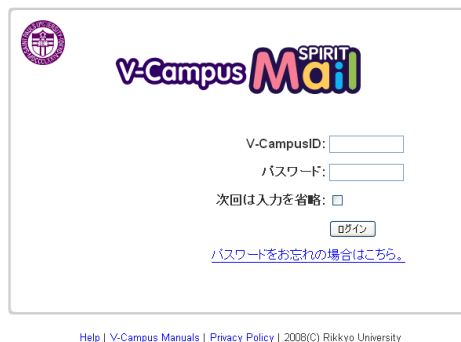 SPIRIT
V-Campus Mail
V-CampusID:
パスワード:
次回は入力を省略:
ログイン
パスワードをお忘れの場合はこちら。
Help | V-Campus Manuals | Privacy Policy | 2008(C) Rikkyo University